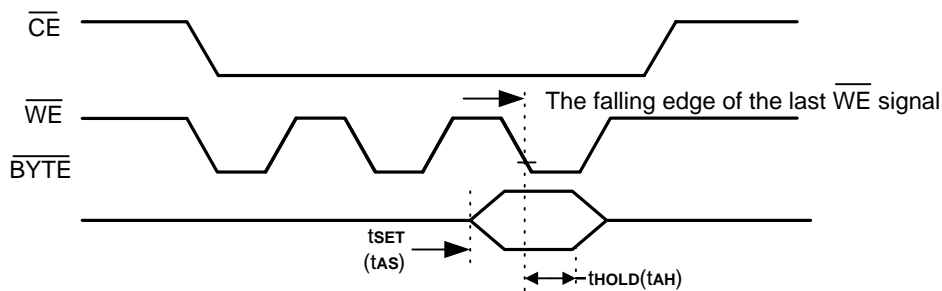 CE
The falling edge of the last WE signal
WE
BYTE
tSET
(tAS)
tHOLD(tAH)